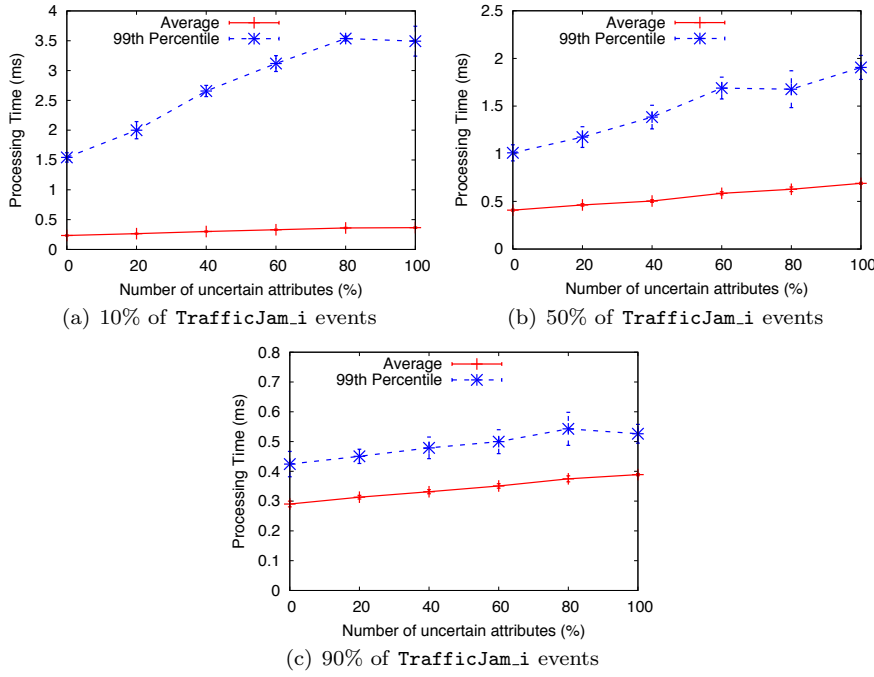 Average
99th Percentile
Processing Time (ms)
4
3.5
3
2.5
2
1.5
1
0.5
0
0 20 40 60 80 100
Number of uncertain attributes (%)
(a) 10% of TrafficJam_i events
Average
99th Percentile
Processing Time (ms)
2.5
2
1.5
1
0.5
0
0 20 40 60 80 100
Number of uncertain attributes (%)
(b) 50% of TrafficJam_i events
Average
99th Percentile
Processing Time (ms)
0.8
0.7
0.6
0.5
0.4
0.3
0.2
0.1
0
0 20 40 60 80 100
Number of uncertain attributes (%)
(c) 90% of TrafficJam_i events